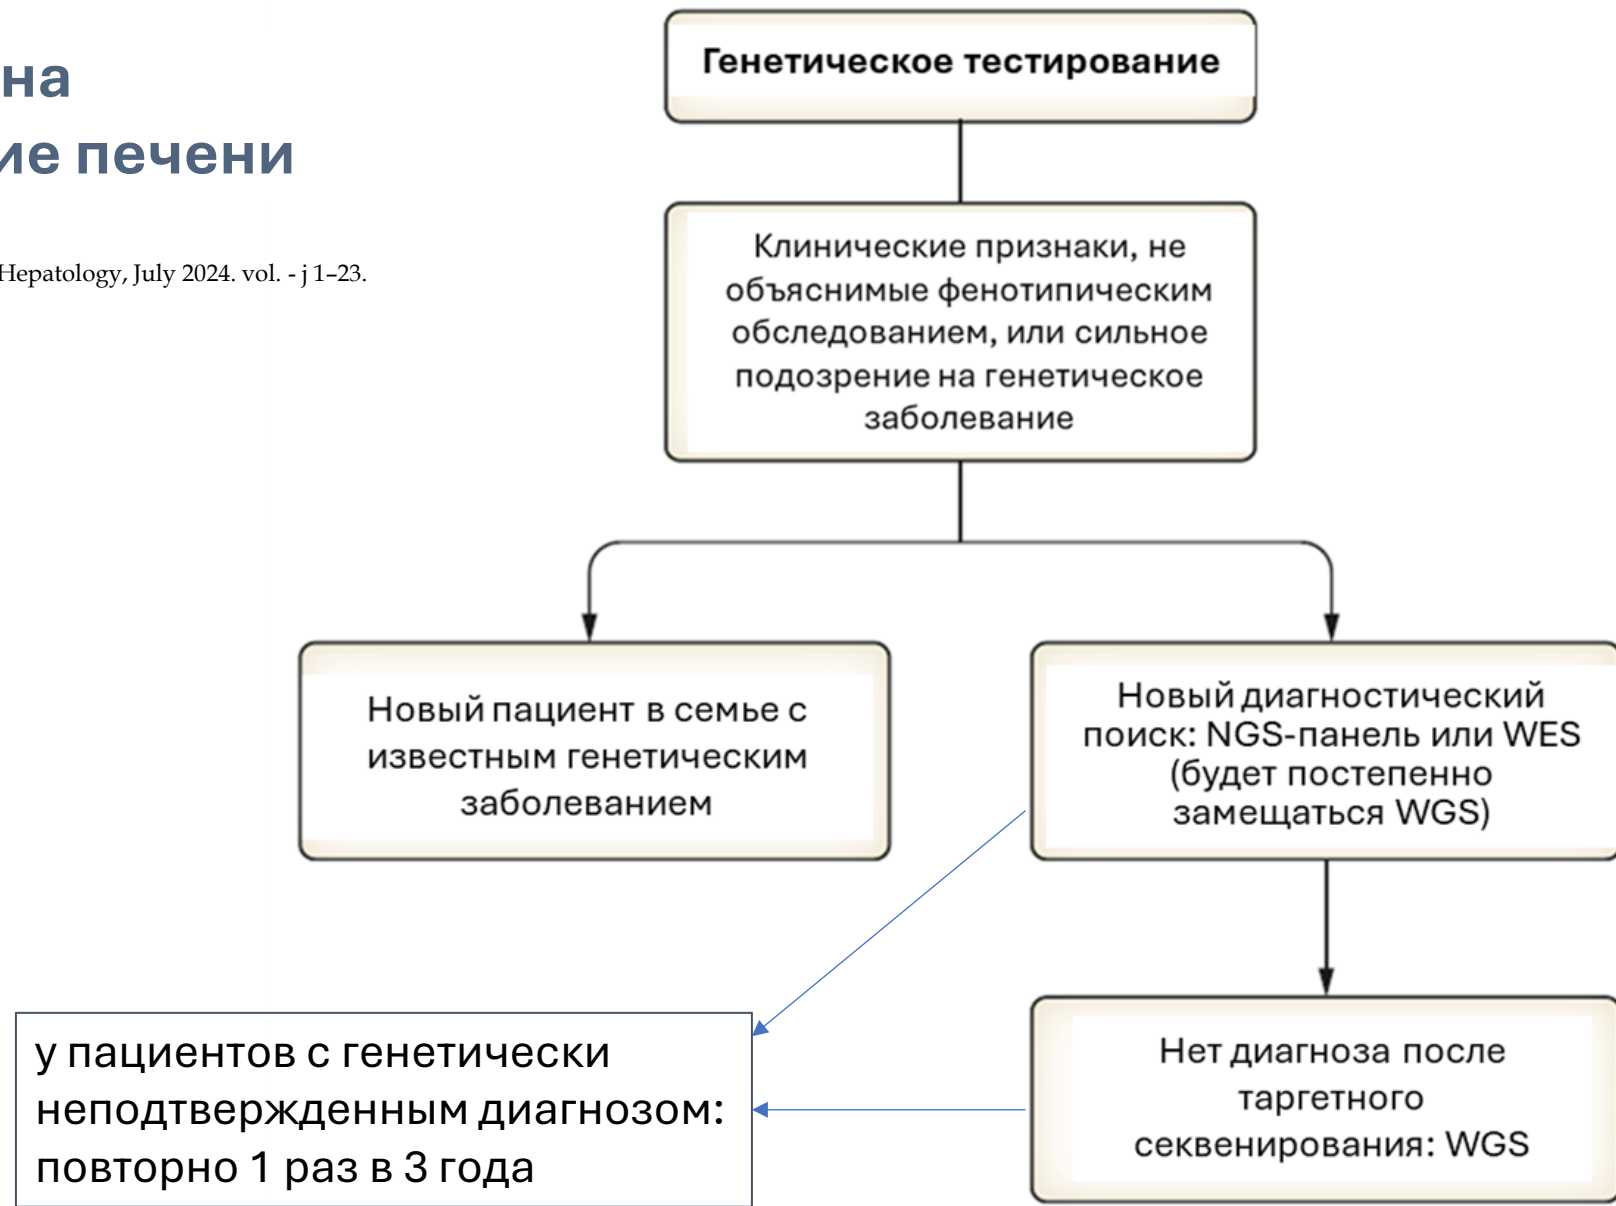 на
ие печени
Hepatology, July 2024. vol. - j 1–23.
Генетическое тестирование
Клинические признаки, не
объяснимые фенотипическим
обследованием, или сильное
подозрение на генетическое
заболевание
Новый пациент в семье с
известным генетическим
заболеванием
Новый диагностический
поиск: NGS-панель или WES
(будет постепенно
замещаться WGS)
у пациентов с генетически
неподтвержденным диагнозом:
повторно 1 раз в 3 года
Нет диагноза после
таргетного
секвенирования: WGS